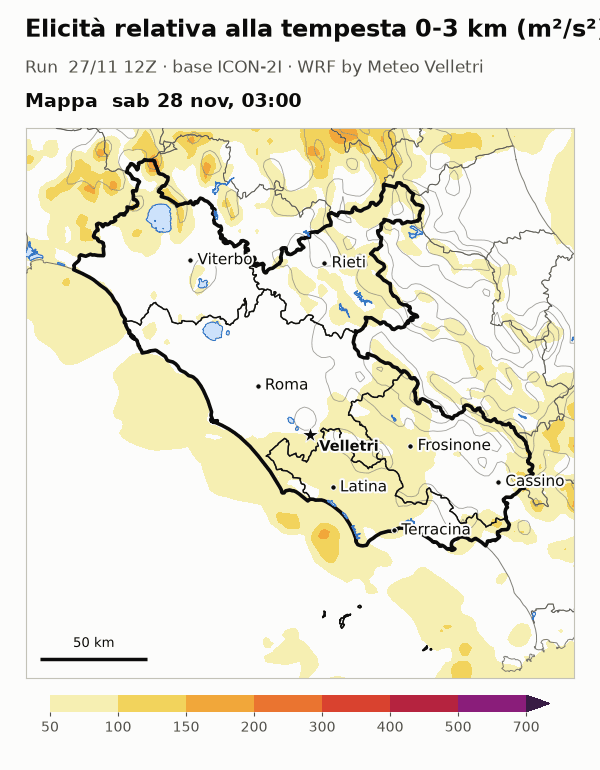 Elicità relativa alla tempesta 0-3 km (m²/s²)
Run  27/11 12Z · base ICON-2I · WRF by Meteo Velletri
Mappa  sab 28 nov, 03:00
Viterbo
Rieti
Roma
Velletri
Frosinone
Latina
Cassino
Terracina
50 km
50 100 150 200 300 400 500 700